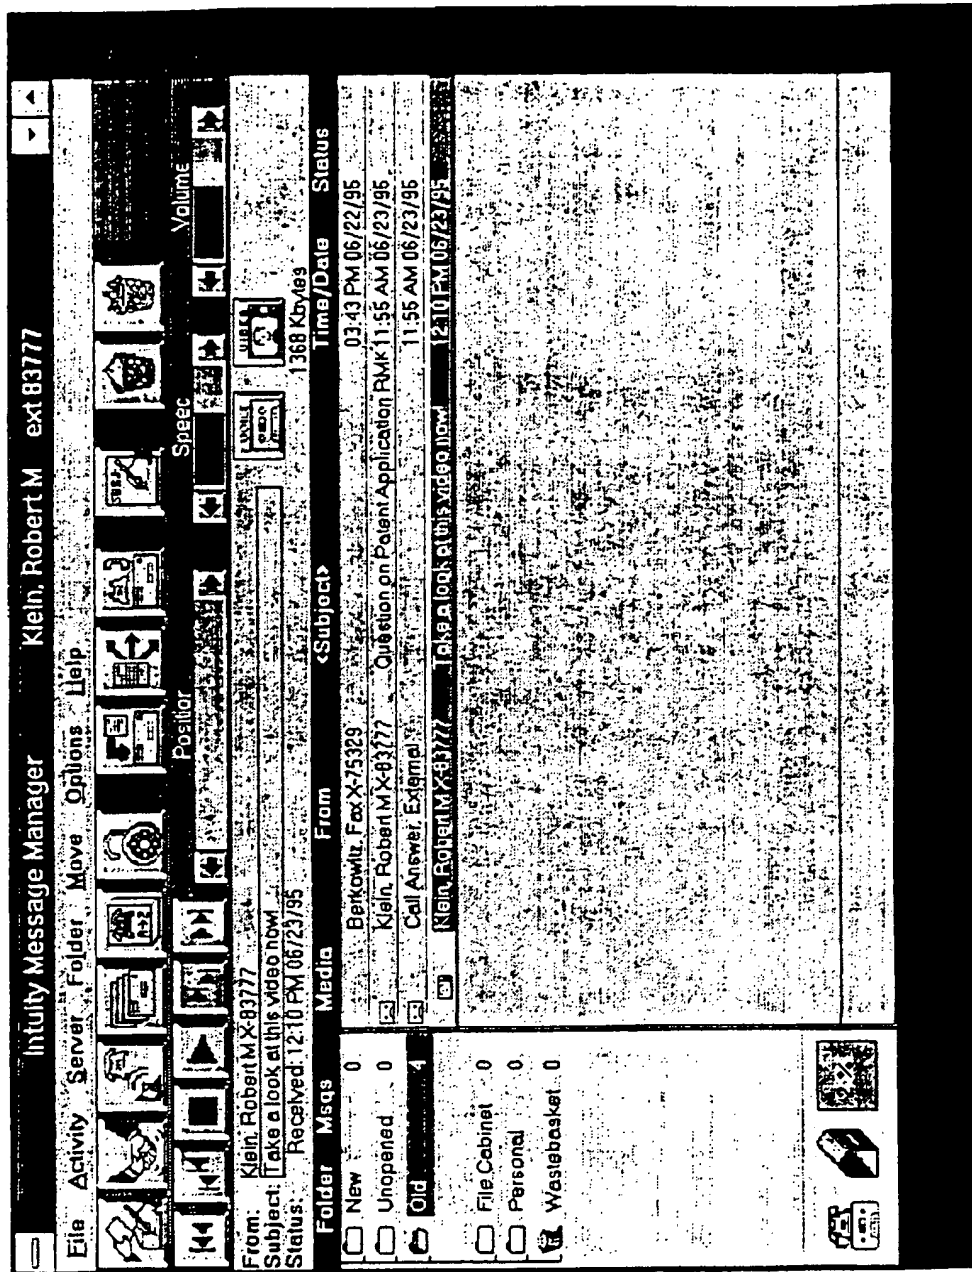 Intuity Message Manager Klein, Robert M ext 83777
File Activity Server Folder Move Options Help
Position Speec Volume
From: Klein, Robert M X-83777
Subject: Take a look at this video now!
Status: Received: 12:10 PM 06/23/95 1368 Kbytes
VOICE VIDEO
Folder Msgs Media From <Subject> Time/Date Status
New 0
Unopened 0
Old 4
File Cabinet 0
Personal 0
Wastebasket 0
Berkowitz, Fax X-75329 03:43 PM 06/22/95
Klein, Robert M X-83777 Question on Patent Application RMK 11:55 AM 06/23/95
Call Answer, External 11:56 AM 06/23/95
Klein, Robert M X-83777 Take a look at this video now! 12:10 PM 06/23/95